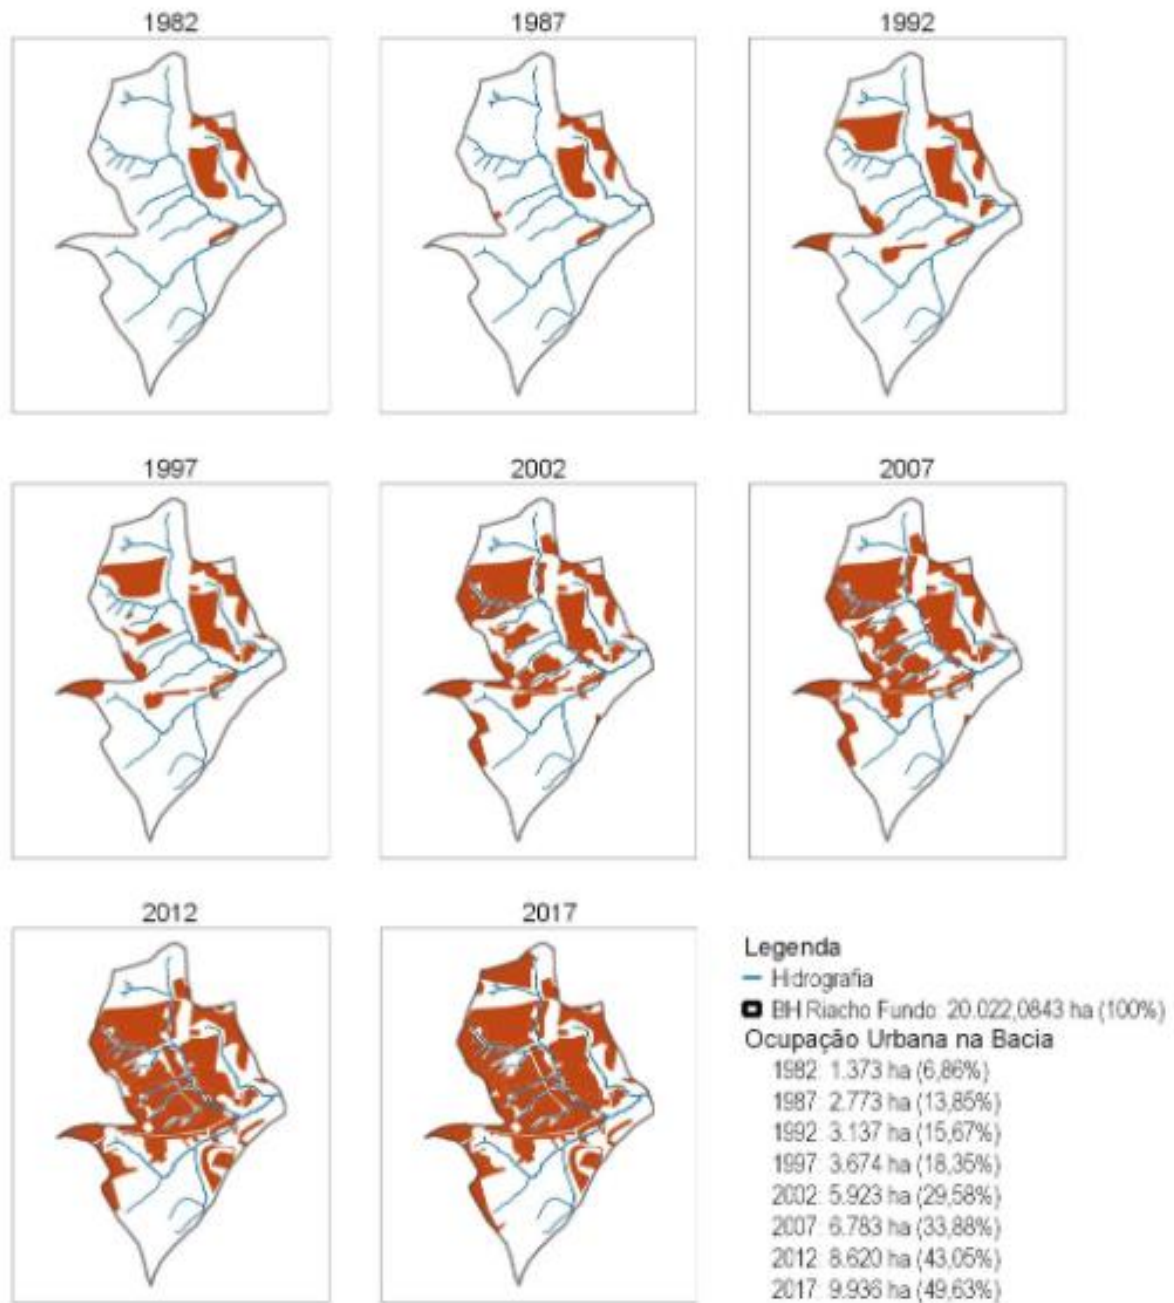 1982
1987
1992
1997
2002
2007
2012
2017
Legenda
Hidrografia
BH Riacho Fundo: 20.022,0843 ha (100%)
Ocupação Urbana na Bacia
1982: 1.373 ha (6,86%)
1987: 2.773 ha (13,85%)
1992: 3.137 ha (15,67%)
1997: 3.674 ha (18,35%)
2002: 5.923 ha (29,58%)
2007: 6.783 ha (33,88%)
2012: 8.620 ha (43,05%)
2017: 9.936 ha (49,63%)